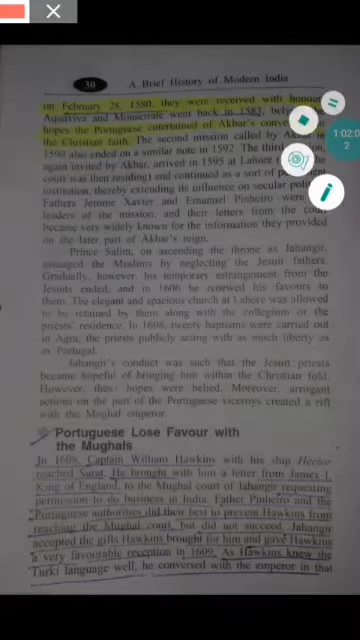 30
A Brief History of Modern India
on February 28, 1580, they were received with honour.
Aquaviva and Monserrate went back in 1583,
hopes the Portuguese entertained of Akbar's
the Christian faith. The second mission called by
1590 also ended on a similar note in 1592. The third
again invited by Akbar, arrived in 1595 at Lahore
court was then residing) and continued as a sort of
institution, thereby extending its influence on secular
Fathers Jerome Xavier and Emanuel Pinheiro were
leaders of the mission, and their letters from the court
became very widely known for the information they provided
on the later part of Akbar's reign.
Prince Salim, on ascending the throne as Jahangir,
assuaged the Muslims by neglecting the Jesuit fathers.
Gradually, however, his temporary estrangement from the
Jesuits ended, and in 1606 he renewed his favours to
them. The elegant and spacious church at Lahore was allowed
to be retained by them along with the collegium or the
priests' residence. In 1608, twenty baptisms were carried out
in Agra, the priests publicly acting with as much liberty as
in Portugal.
Jahangir's conduct was such that the Jesuit priests
became hopeful of bringing him within the Christian fold.
However, these hopes were belied. Moreover, arrogant
actions on the part of the Portuguese viceroys created a rift
with the Mughal emperor.
Portuguese Lose Favour with
the Mughals
In 1608, Captain William Hawkins with his ship Hector
reached Surat. He brought with him a letter from James I,
King of England, to the Mughal court of Jahangir requesting
permission to do business in India. Father Pinheiro and the
Portuguese authorities did their best to prevent Hawkins from
reaching the Mughal court, but did not succeed. Jahangir
accepted the gifts Hawkins brought for him and gave Hawkins
a very favourable reception in 1609. As Hawkins knew the
Turki language well, he conversed with the emperor in that
1:02:0
2